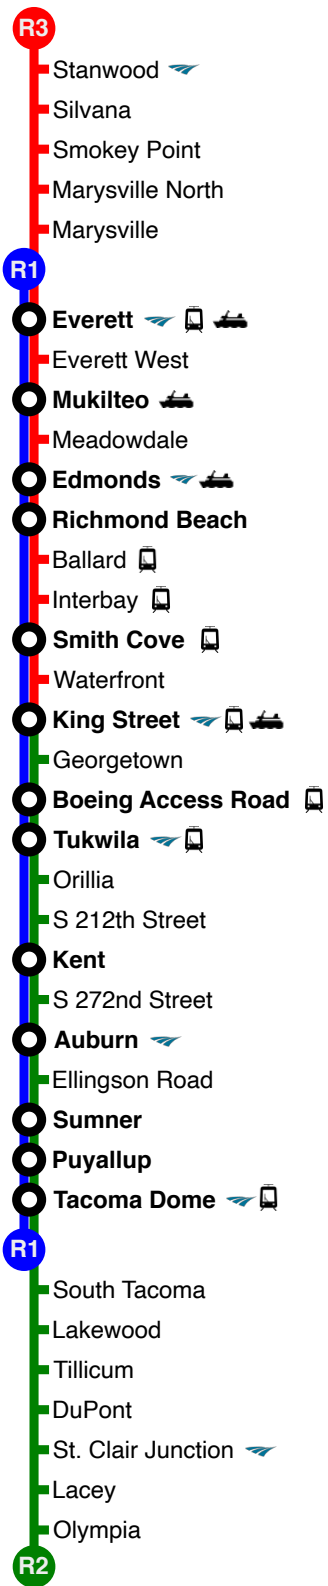 R3
Stanwood
Silvana
Smokey Point
Marysville North
Marysville
R1
Everett
Everett West
Mukilteo
Meadowdale
Edmonds
Richmond Beach
Ballard
Interbay
Smith Cove
Waterfront
King Street
Georgetown
Boeing Access Road
Tukwila
Orillia
S 212th Street
Kent
S 272nd Street
Auburn
Ellingson Road
Sumner
Puyallup
Tacoma Dome
R1
South Tacoma
Lakewood
Tillicum
DuPont
St. Clair Junction
Lacey
Olympia
R2